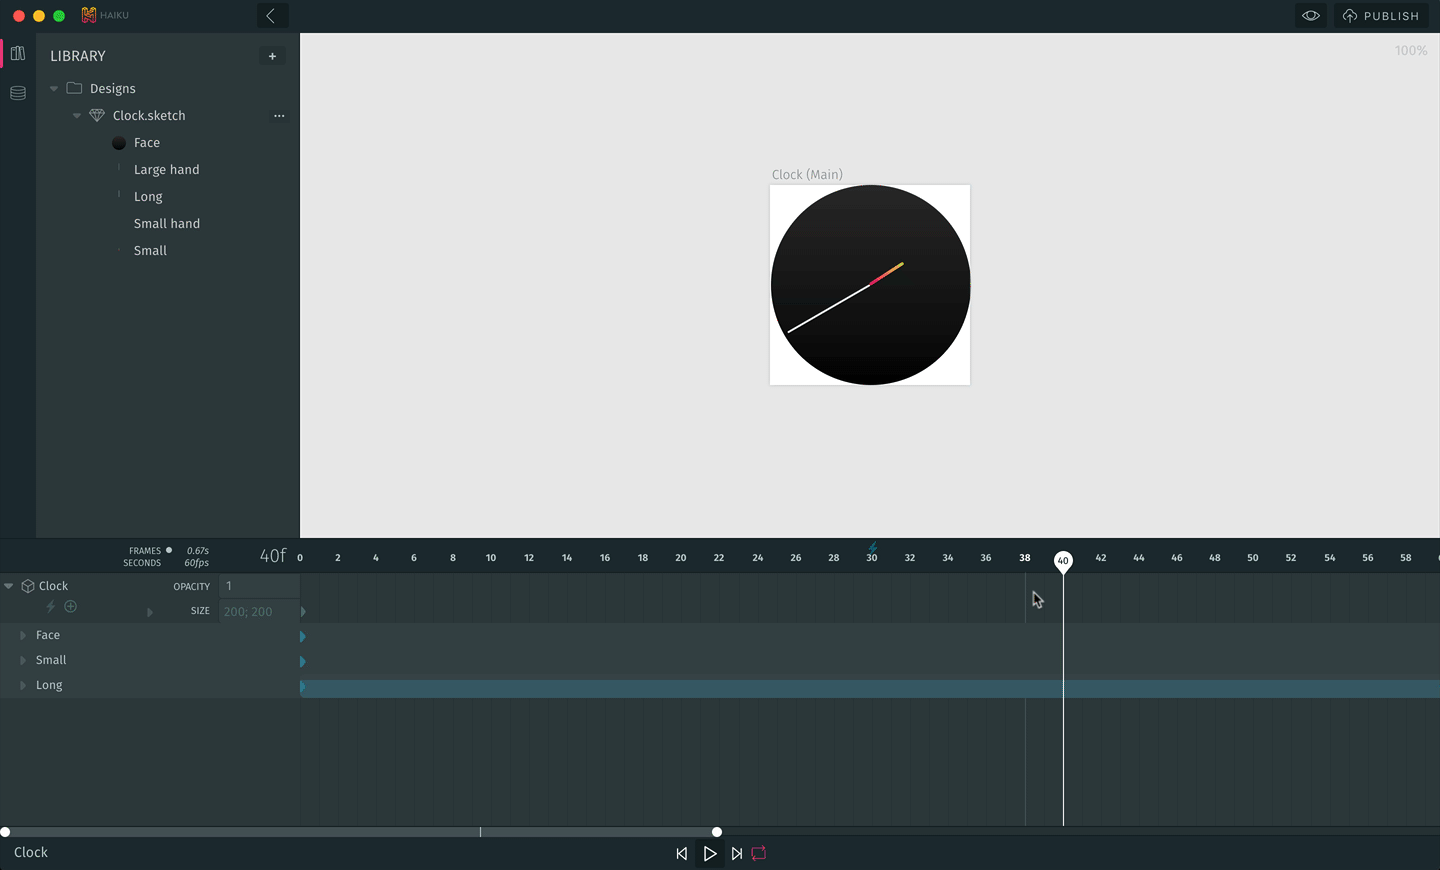 HAIKU
PUBLISH
LIBRARY
+
100%
Designs
Clock.sketch
Face
Large hand
Long
Small hand
Small
Clock (Main)
FRAMES 0.67s
SECONDS 60fps
40f
0 2 4 6 8 10 12 14 16 18 20 22 24 26 28 30 32 34 36 38 40 42 44 46 48 50 52 54 56 58
Clock OPACITY 1
SIZE 200; 200
Face
Small
Long
Clock